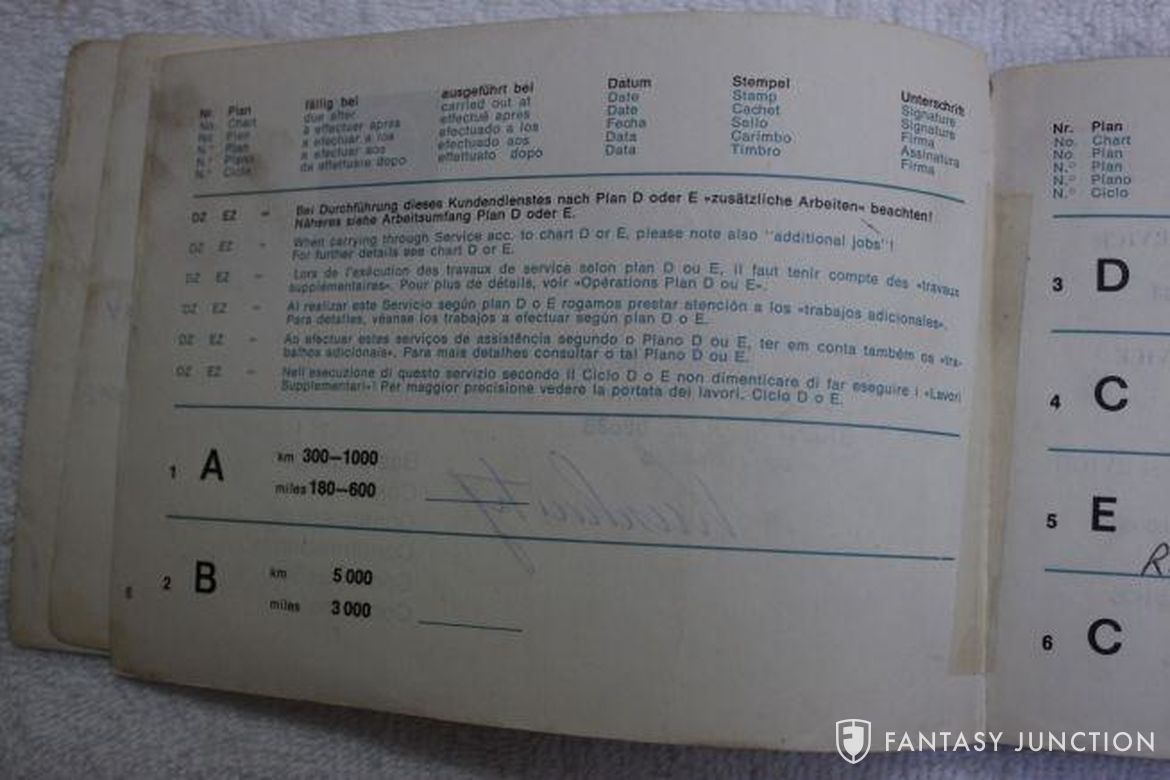 Nr. Plan fällig bei ausgeführt bei Datum Stempel Unterschrift
No. Chart due after carried out at Date Stamp Signature
No. Plan à effectuer après effectué après Date Cachet Signature
N.° Plan a efectuar a los efectuado a los Fecha Sello Firma
N.° Plano a efectuar aos efectuado aos Data Carimbo Assinatura
N.° Ciclo da effettuare dopo effettuato dopo Data Timbro Firma
DZ EZ = Bei Durchführung dieses Kundendienstes nach Plan D oder E »zusätzliche Arbeiten« beachten!
Näheres siehe Arbeitsumfang Plan D oder E.
DZ EZ = When carrying through Service acc. to chart D or E, please note also "additional jobs"!
For further details see chart D or E.
DZ EZ = Lors de l'exécution des travaux de service selon plan D ou E, il faut tenir compte des «travaux
supplémentaires». Pour plus de détails, voir «Opérations Plan D ou E».
DZ EZ = Al realizar este Servicio según plan D o E rogamos prestar atención a los «trabajos adicionales».
Para detalles, véanse los trabajos a efectuar según plan D o E.
DZ EZ = Ao efectuar estes serviços de assistência segundo o Plano D ou E, ter em conta também os «tra-
balhos adicionais». Para mais detalhes consultar o tal Plano D ou E.
DZ EZ = Nell'esecuzione di questo servizio secondo il Ciclo D o E non dimenticare di far eseguire i «Lavori
Supplementari»! Per maggior precisione vedere la portata dei lavori, Ciclo D o E.
1 A km 300–1000
miles 180–600
2 B km 5 000
miles 3 000
6
Nr. Plan
No. Chart
No. Plan
N.° Plan
N.° Plano
N.° Ciclo
3 D
4 C
5 E
6 C
FANTASY JUNCTION